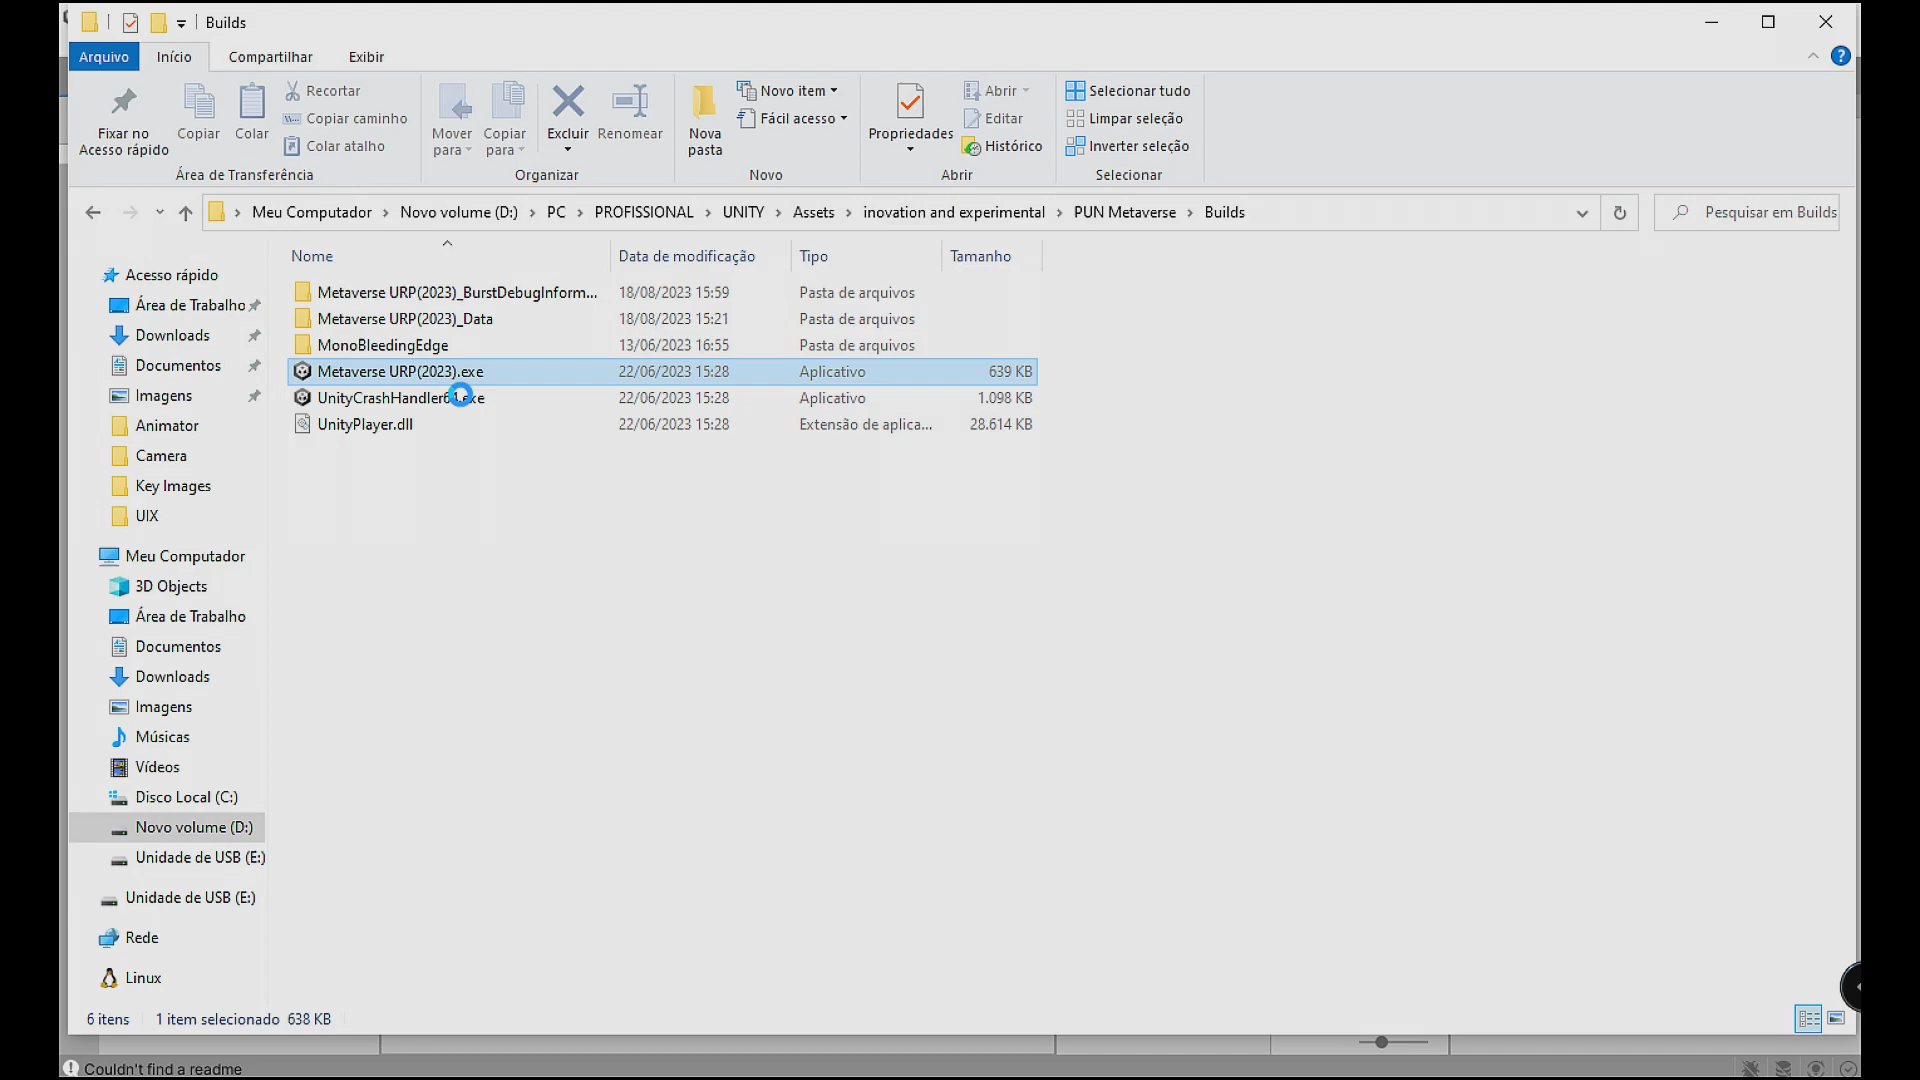 Builds
Arquivo Início Compartilhar Exibir
Fixar no
Acesso rápido
Copiar
Colar
Recortar
Copiar caminho
Colar atalho
Mover
para
Copiar
para
Excluir
Renomear
Nova
pasta
Novo item
Fácil acesso
Propriedades
Abrir
Editar
Histórico
Selecionar tudo
Limpar seleção
Inverter seleção
Área de Transferência Organizar Novo Abrir Selecionar
Meu Computador Novo volume (D:) PC PROFISSIONAL UNITY Assets inovation and experimental PUN Metaverse Builds
Pesquisar em Builds
Nome Data de modificação Tipo Tamanho
Metaverse URP(2023)_BurstDebugInform... 18/08/2023 15:59 Pasta de arquivos
Metaverse URP(2023)_Data 18/08/2023 15:21 Pasta de arquivos
MonoBleedingEdge 13/06/2023 16:55 Pasta de arquivos
Metaverse URP(2023).exe 22/06/2023 15:28 Aplicativo 639 KB
UnityCrashHandler64.exe 22/06/2023 15:28 Aplicativo 1.098 KB
UnityPlayer.dll 22/06/2023 15:28 Extensão de aplica... 28.614 KB
Acesso rápido
Área de Trabalho
Downloads
Documentos
Imagens
Animator
Camera
Key Images
UIX
Meu Computador
3D Objects
Área de Trabalho
Documentos
Downloads
Imagens
Músicas
Vídeos
Disco Local (C:)
Novo volume (D:)
Unidade de USB (E:)
Unidade de USB (E:)
Rede
Linux
6 itens 1 item selecionado 638 KB
Couldn't find a readme